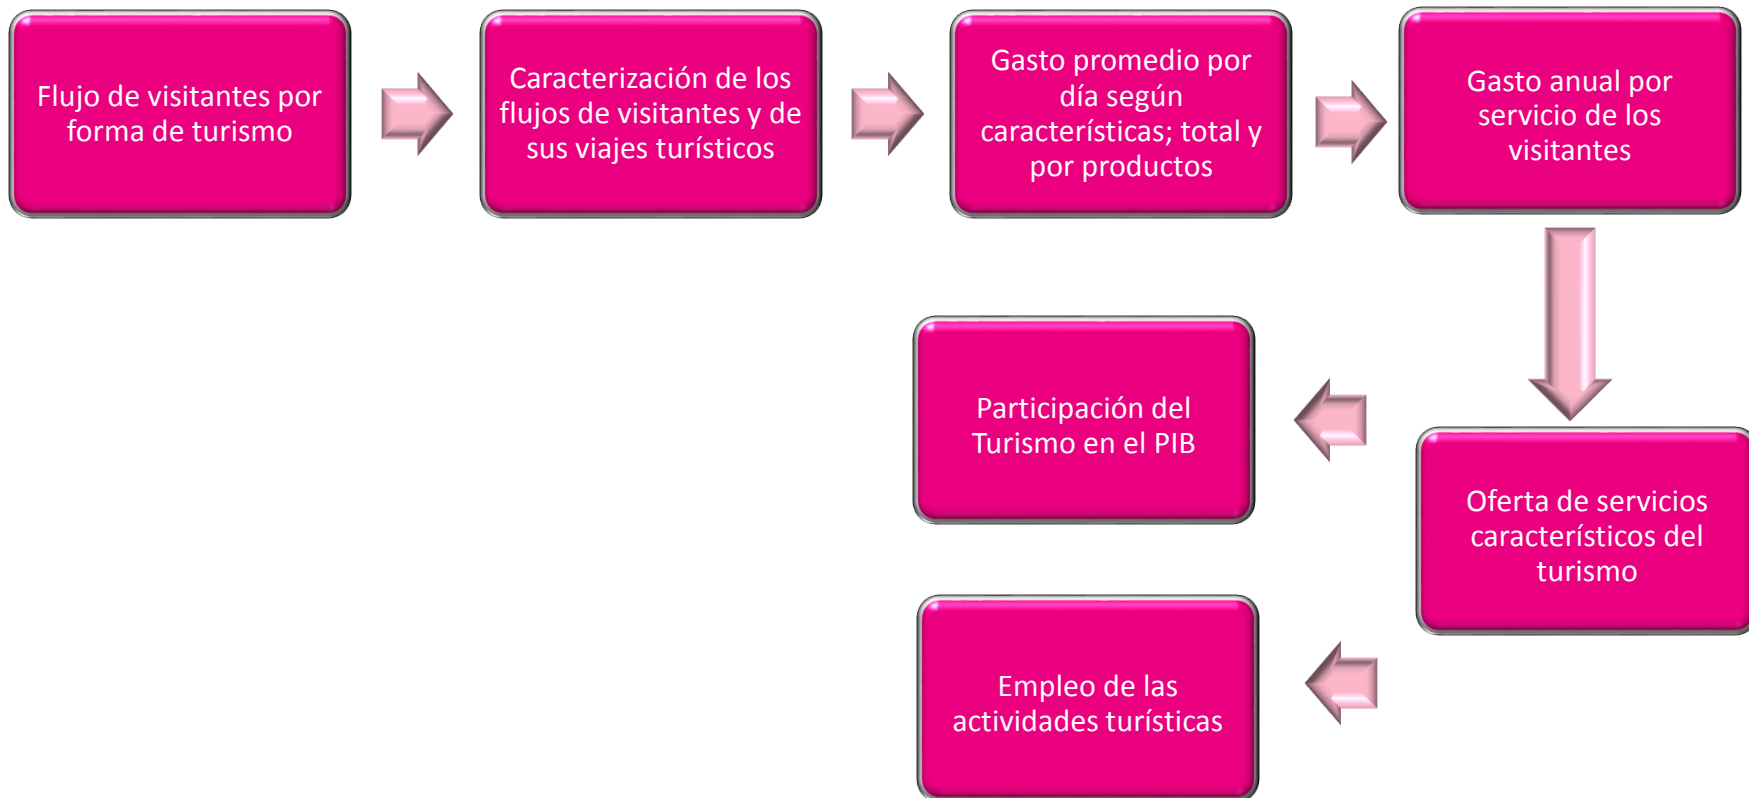 Flujo de visitantes por
forma de turismo
Caracterización de los
flujos de visitantes y de
sus viajes turísticos
Gasto promedio por
día según
características; total y
por productos
Gasto anual por
servicio de los
visitantes
Participación del
Turismo en el PIB
Oferta de servicios
característicos del
turismo
Empleo de las
actividades turísticas